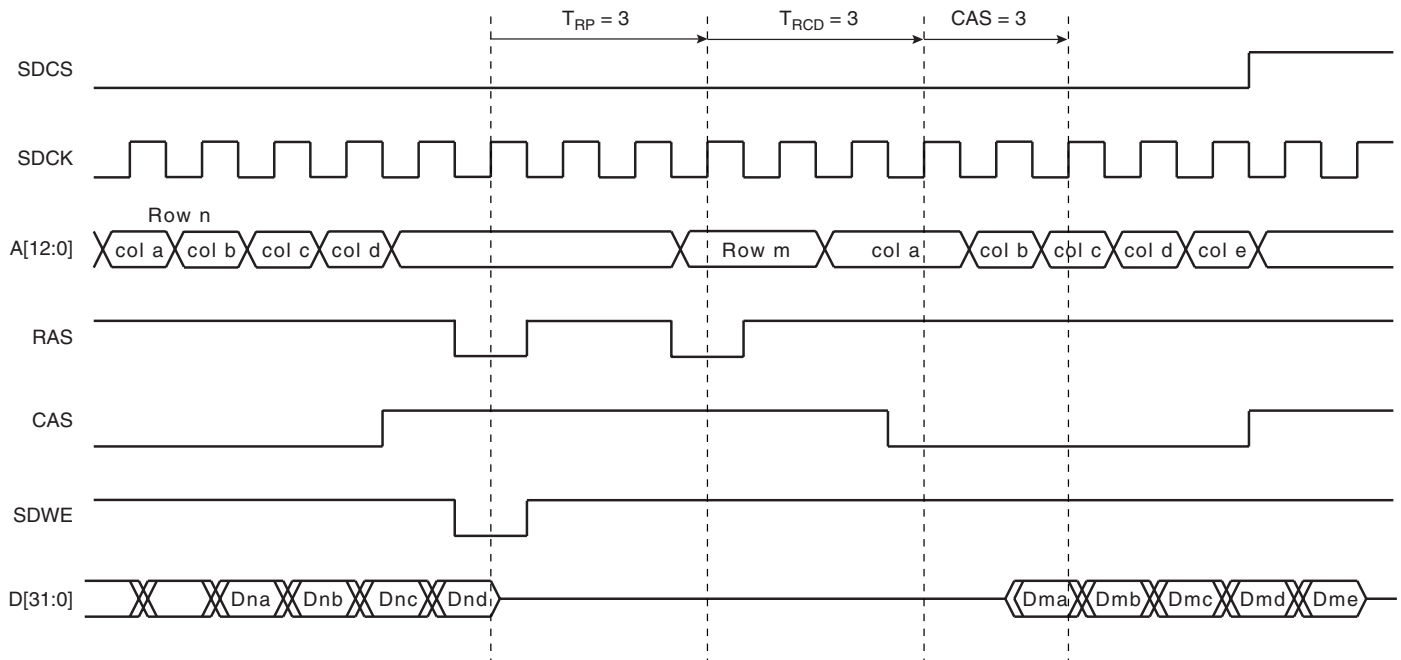 T_RP = 3 T_RCD = 3 CAS = 3
SDCS
SDCK
Row n
A[12:0] col a col b col c col d Row m col a col b col c col d col e
RAS
CAS
SDWE
D[31:0] Dna Dnb Dnc Dnd Dma Dmb Dmc Dmd Dme